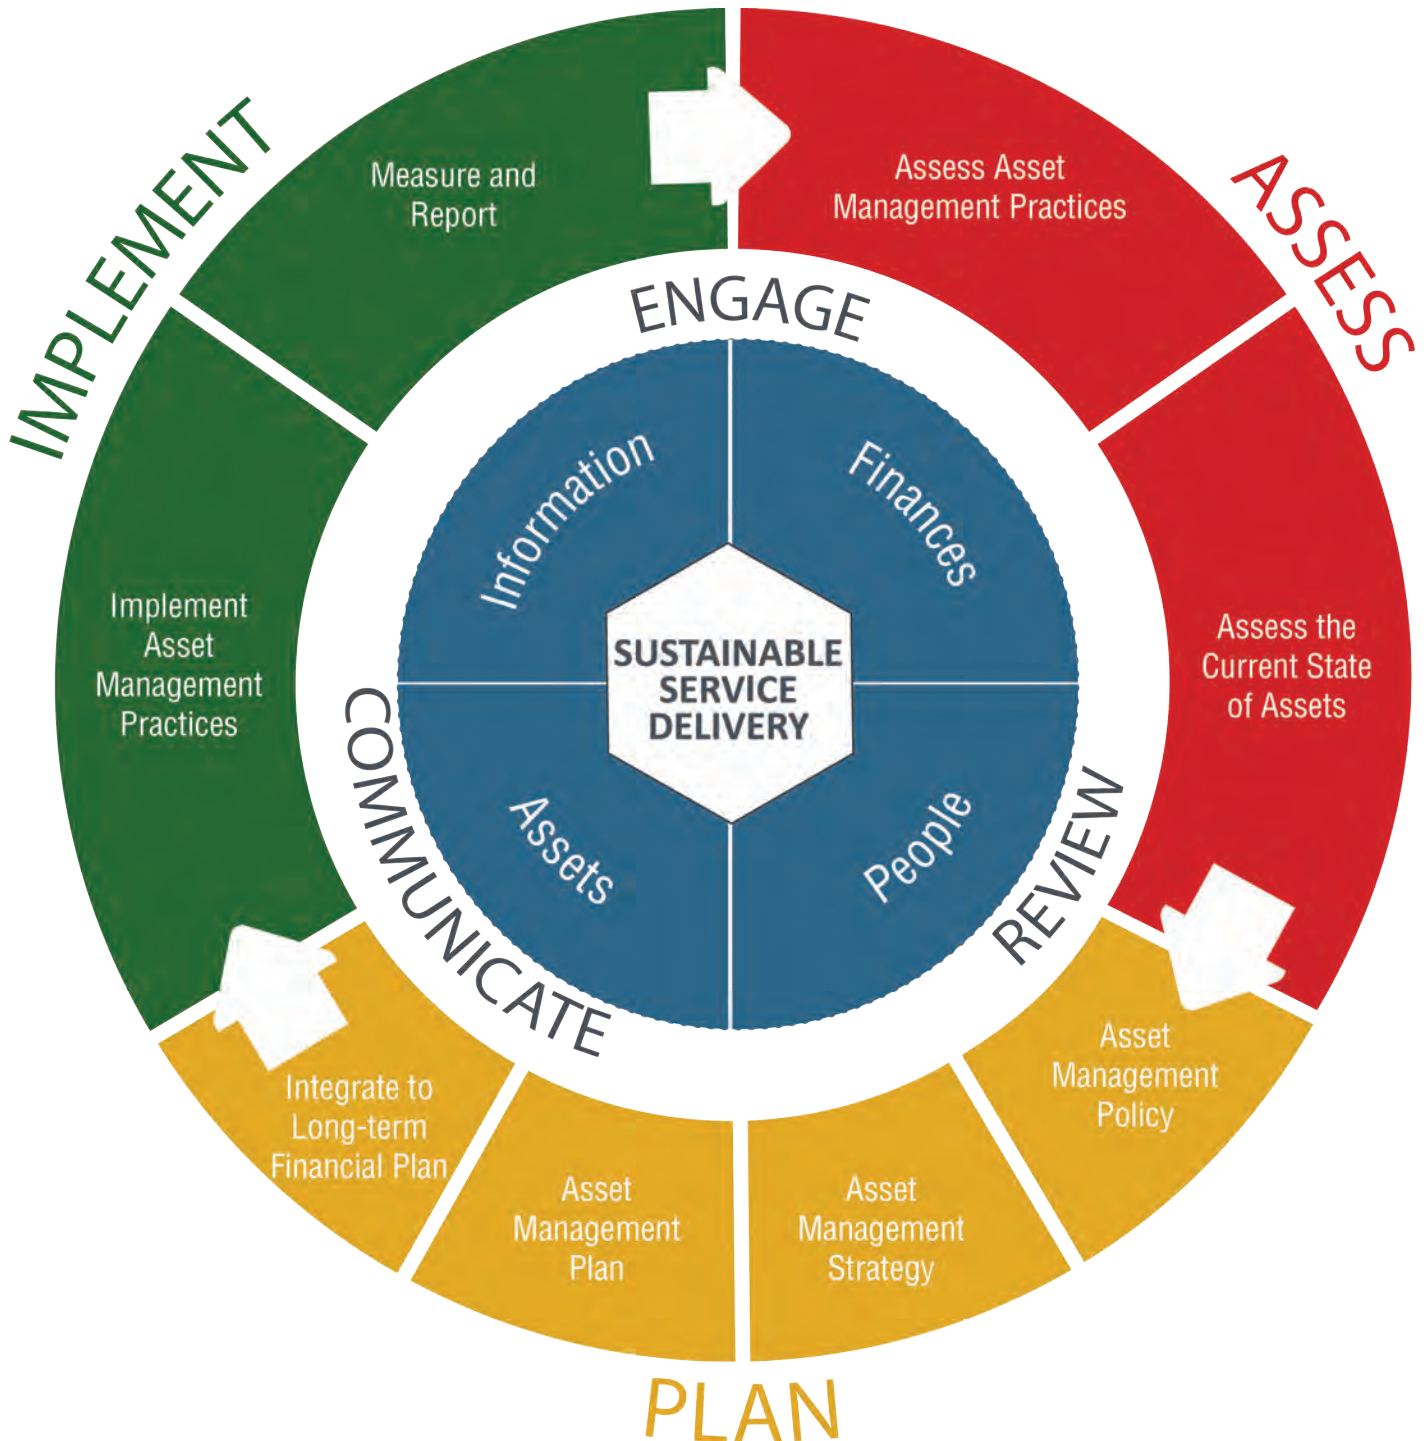 IMPLEMENT
ASSESS
PLAN
Measure and
Report
Assess Asset
Management Practices
Assess the
Current State
of Assets
Asset
Management
Policy
Asset
Management
Strategy
Asset
Management
Plan
Integrate to
Long-term
Financial Plan
Implement
Asset
Management
Practices
ENGAGE
REVIEW
COMMUNICATE
Information
Finances
People
Assets
SUSTAINABLE
SERVICE
DELIVERY